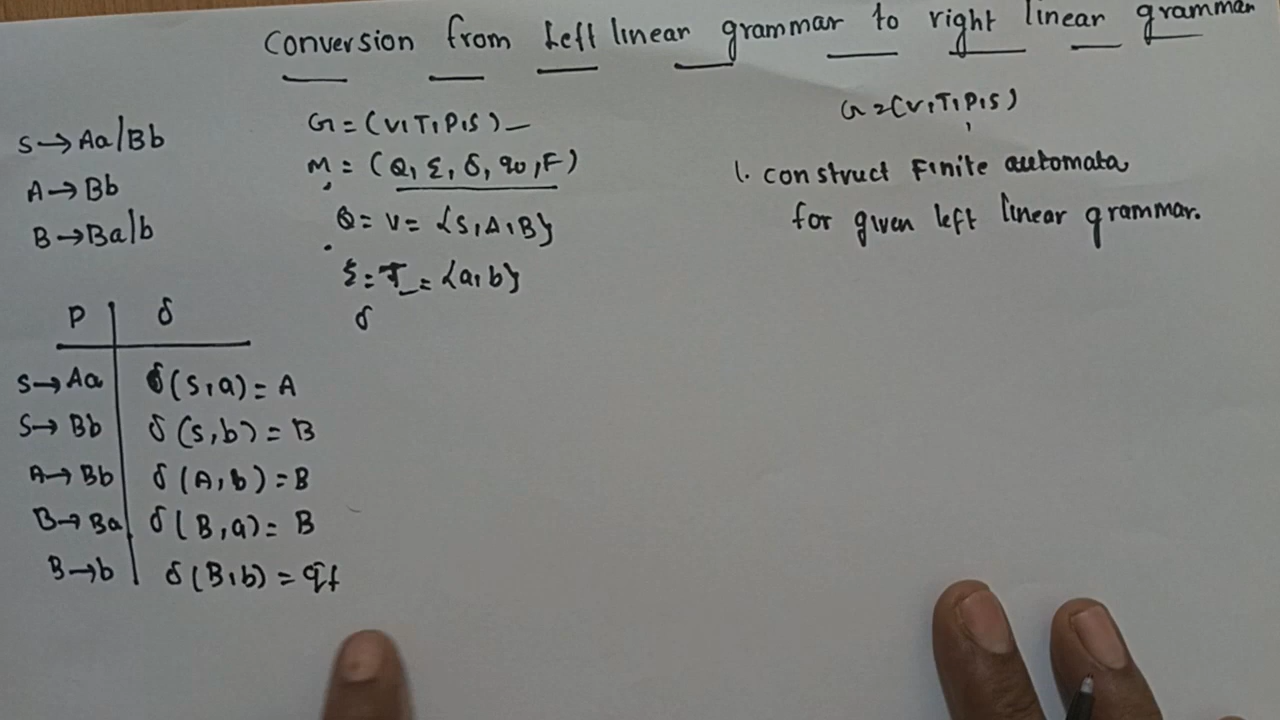 Conversion from Left linear grammar to right linear grammar
S→Aa/Bb
A→Bb
B→Ba/b
G=(V,T,P,S)
M=(Q,Σ,δ,q0,F)
Q=V={S,A,B}
Σ=T={a,b}
δ
G=(V,T,P,S)
1. construct Finite automata
for given left linear grammar.
P | δ
S→Aa | δ(S,a)=A
S→Bb | δ(S,b)=B
A→Bb | δ(A,b)=B
B→Ba | δ(B,a)=B
B→b | δ(B,b)=qf